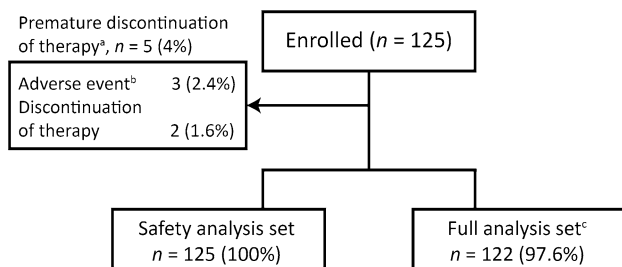 Premature discontinuation
of therapyᵃ, n = 5 (4%)
Enrolled (n = 125)
Adverse eventᵇ 3 (2.4%)
Discontinuation
of therapy 2 (1.6%)
Safety analysis set
n = 125 (100%)
Full analysis setᶜ
n = 122 (97.6%)